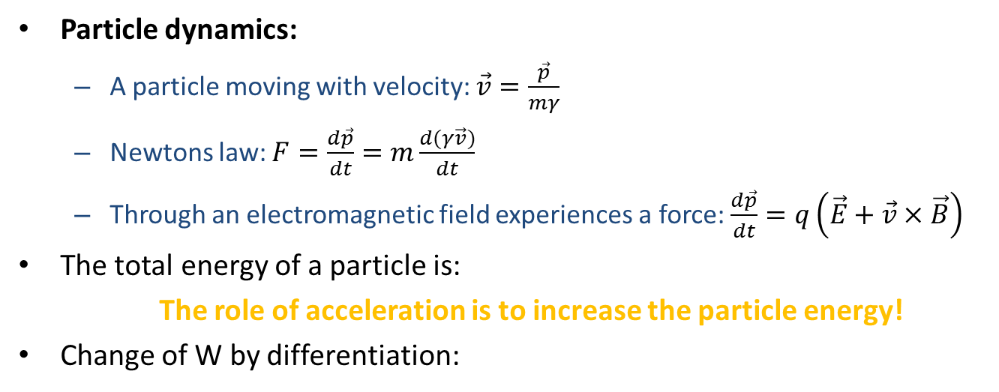 • Particle dynamics:
– A particle moving with velocity: $\vec{v} = \frac{\vec{p}}{m\gamma}$
– Newtons law: $F = \frac{d\vec{p}}{dt} = m\frac{d(\gamma\vec{v})}{dt}$
– Through an electromagnetic field experiences a force: $\frac{d\vec{p}}{dt} = q\left(\vec{E} + \vec{v} \times \vec{B}\right)$
• The total energy of a particle is:
The role of acceleration is to increase the particle energy!
• Change of W by differentiation: